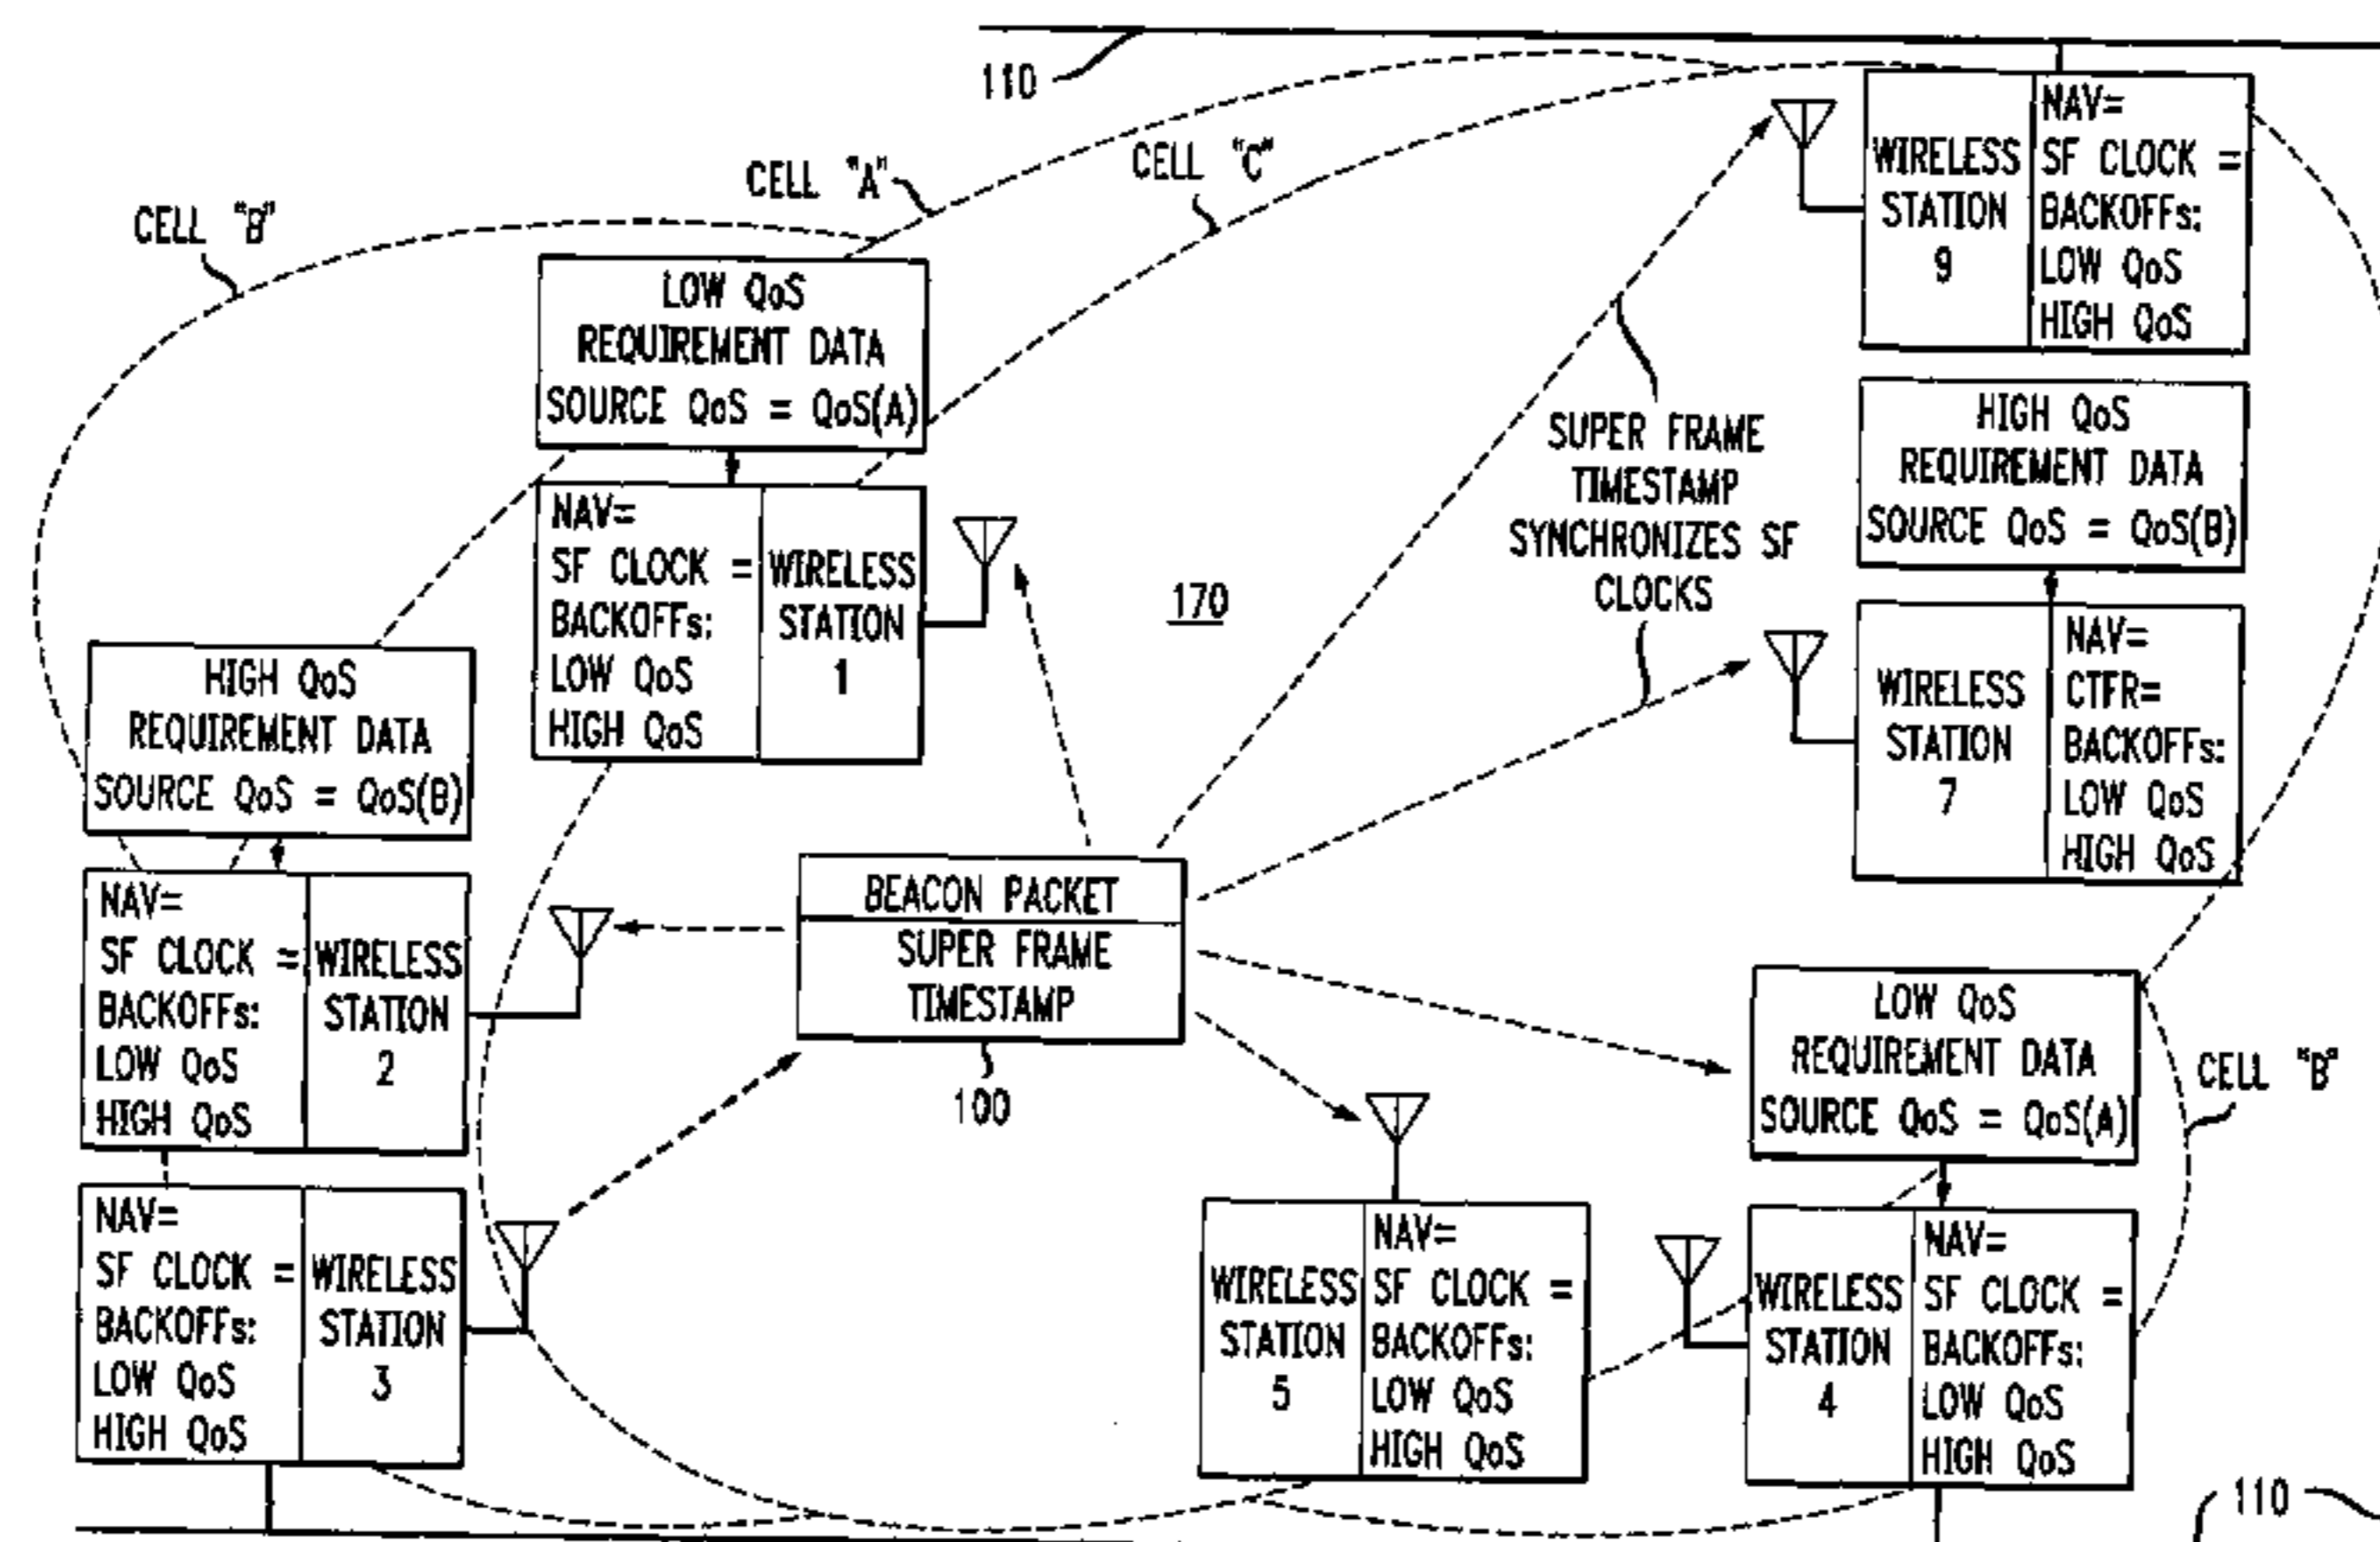 110
CELL "A"
CELL "C"
CELL "B"
LOW QoS
REQUIREMENT DATA
SOURCE QoS = QoS(A)
NAV=
SF CLOCK =
BACKOFFs:
LOW QoS
HIGH QoS
WIRELESS
STATION
1
HIGH QoS
REQUIREMENT DATA
SOURCE QoS = QoS(B)
NAV=
SF CLOCK =
BACKOFFs:
LOW QoS
HIGH QoS
WIRELESS
STATION
2
NAV=
SF CLOCK =
BACKOFFs:
LOW QoS
HIGH QoS
WIRELESS
STATION
3
170
BEACON PACKET
SUPER FRAME
TIMESTAMP
100
SUPER FRAME
TIMESTAMP
SYNCHRONIZES SF
CLOCKS
WIRELESS
STATION
9
NAV=
SF CLOCK =
BACKOFFs:
LOW QoS
HIGH QoS
HIGH QoS
REQUIREMENT DATA
SOURCE QoS = QoS(B)
WIRELESS
STATION
7
NAV=
CTFR=
BACKOFFs:
LOW QoS
HIGH QoS
LOW QoS
REQUIREMENT DATA
SOURCE QoS = QoS(A)
CELL "B"
WIRELESS
STATION
5
NAV=
SF CLOCK =
BACKOFFs:
LOW QoS
HIGH QoS
WIRELESS
STATION
4
NAV=
SF CLOCK =
BACKOFFs:
LOW QoS
HIGH QoS
110